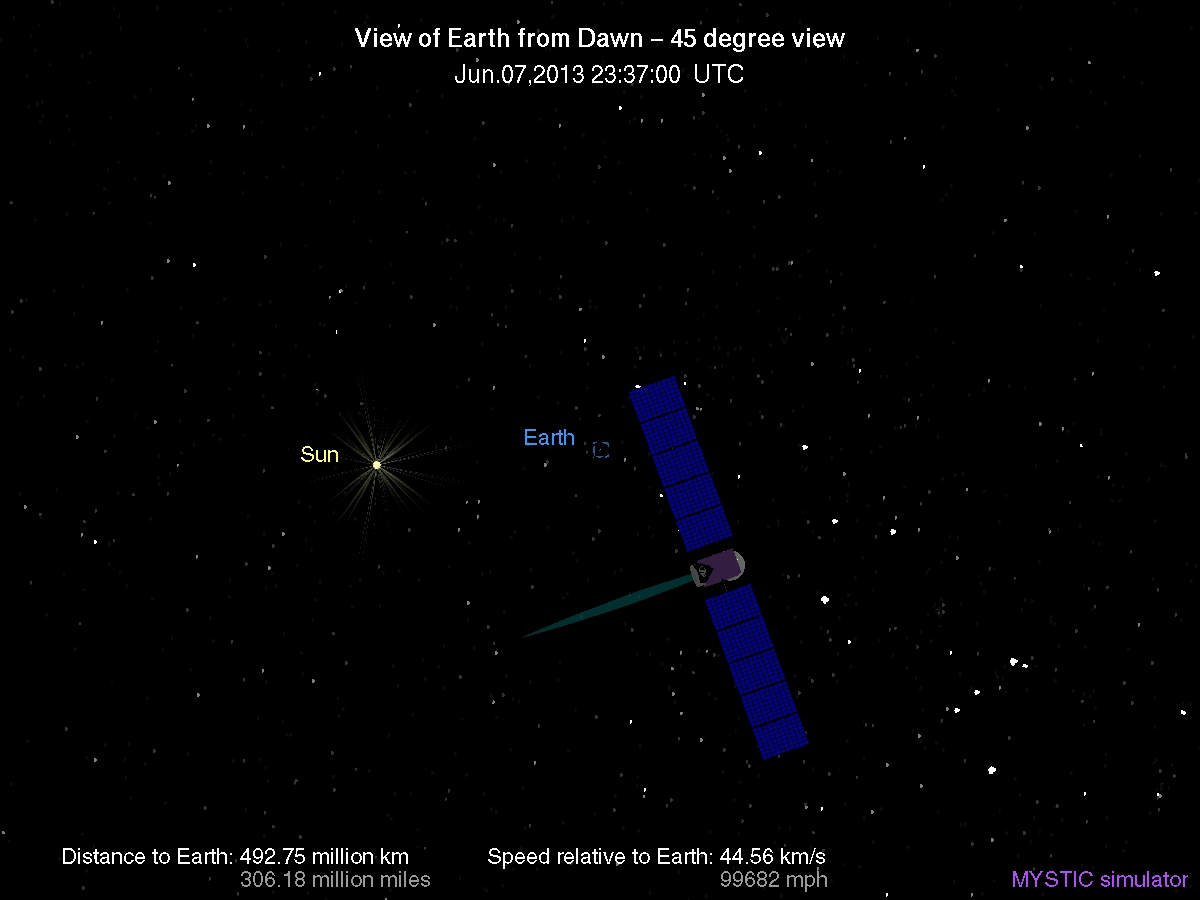 View of Earth from Dawn – 45 degree view
Jun.07,2013 23:37:00 UTC
Earth
Sun
Distance to Earth: 492.75 million km
306.18 million miles
Speed relative to Earth: 44.56 km/s
99682 mph
MYSTIC simulator